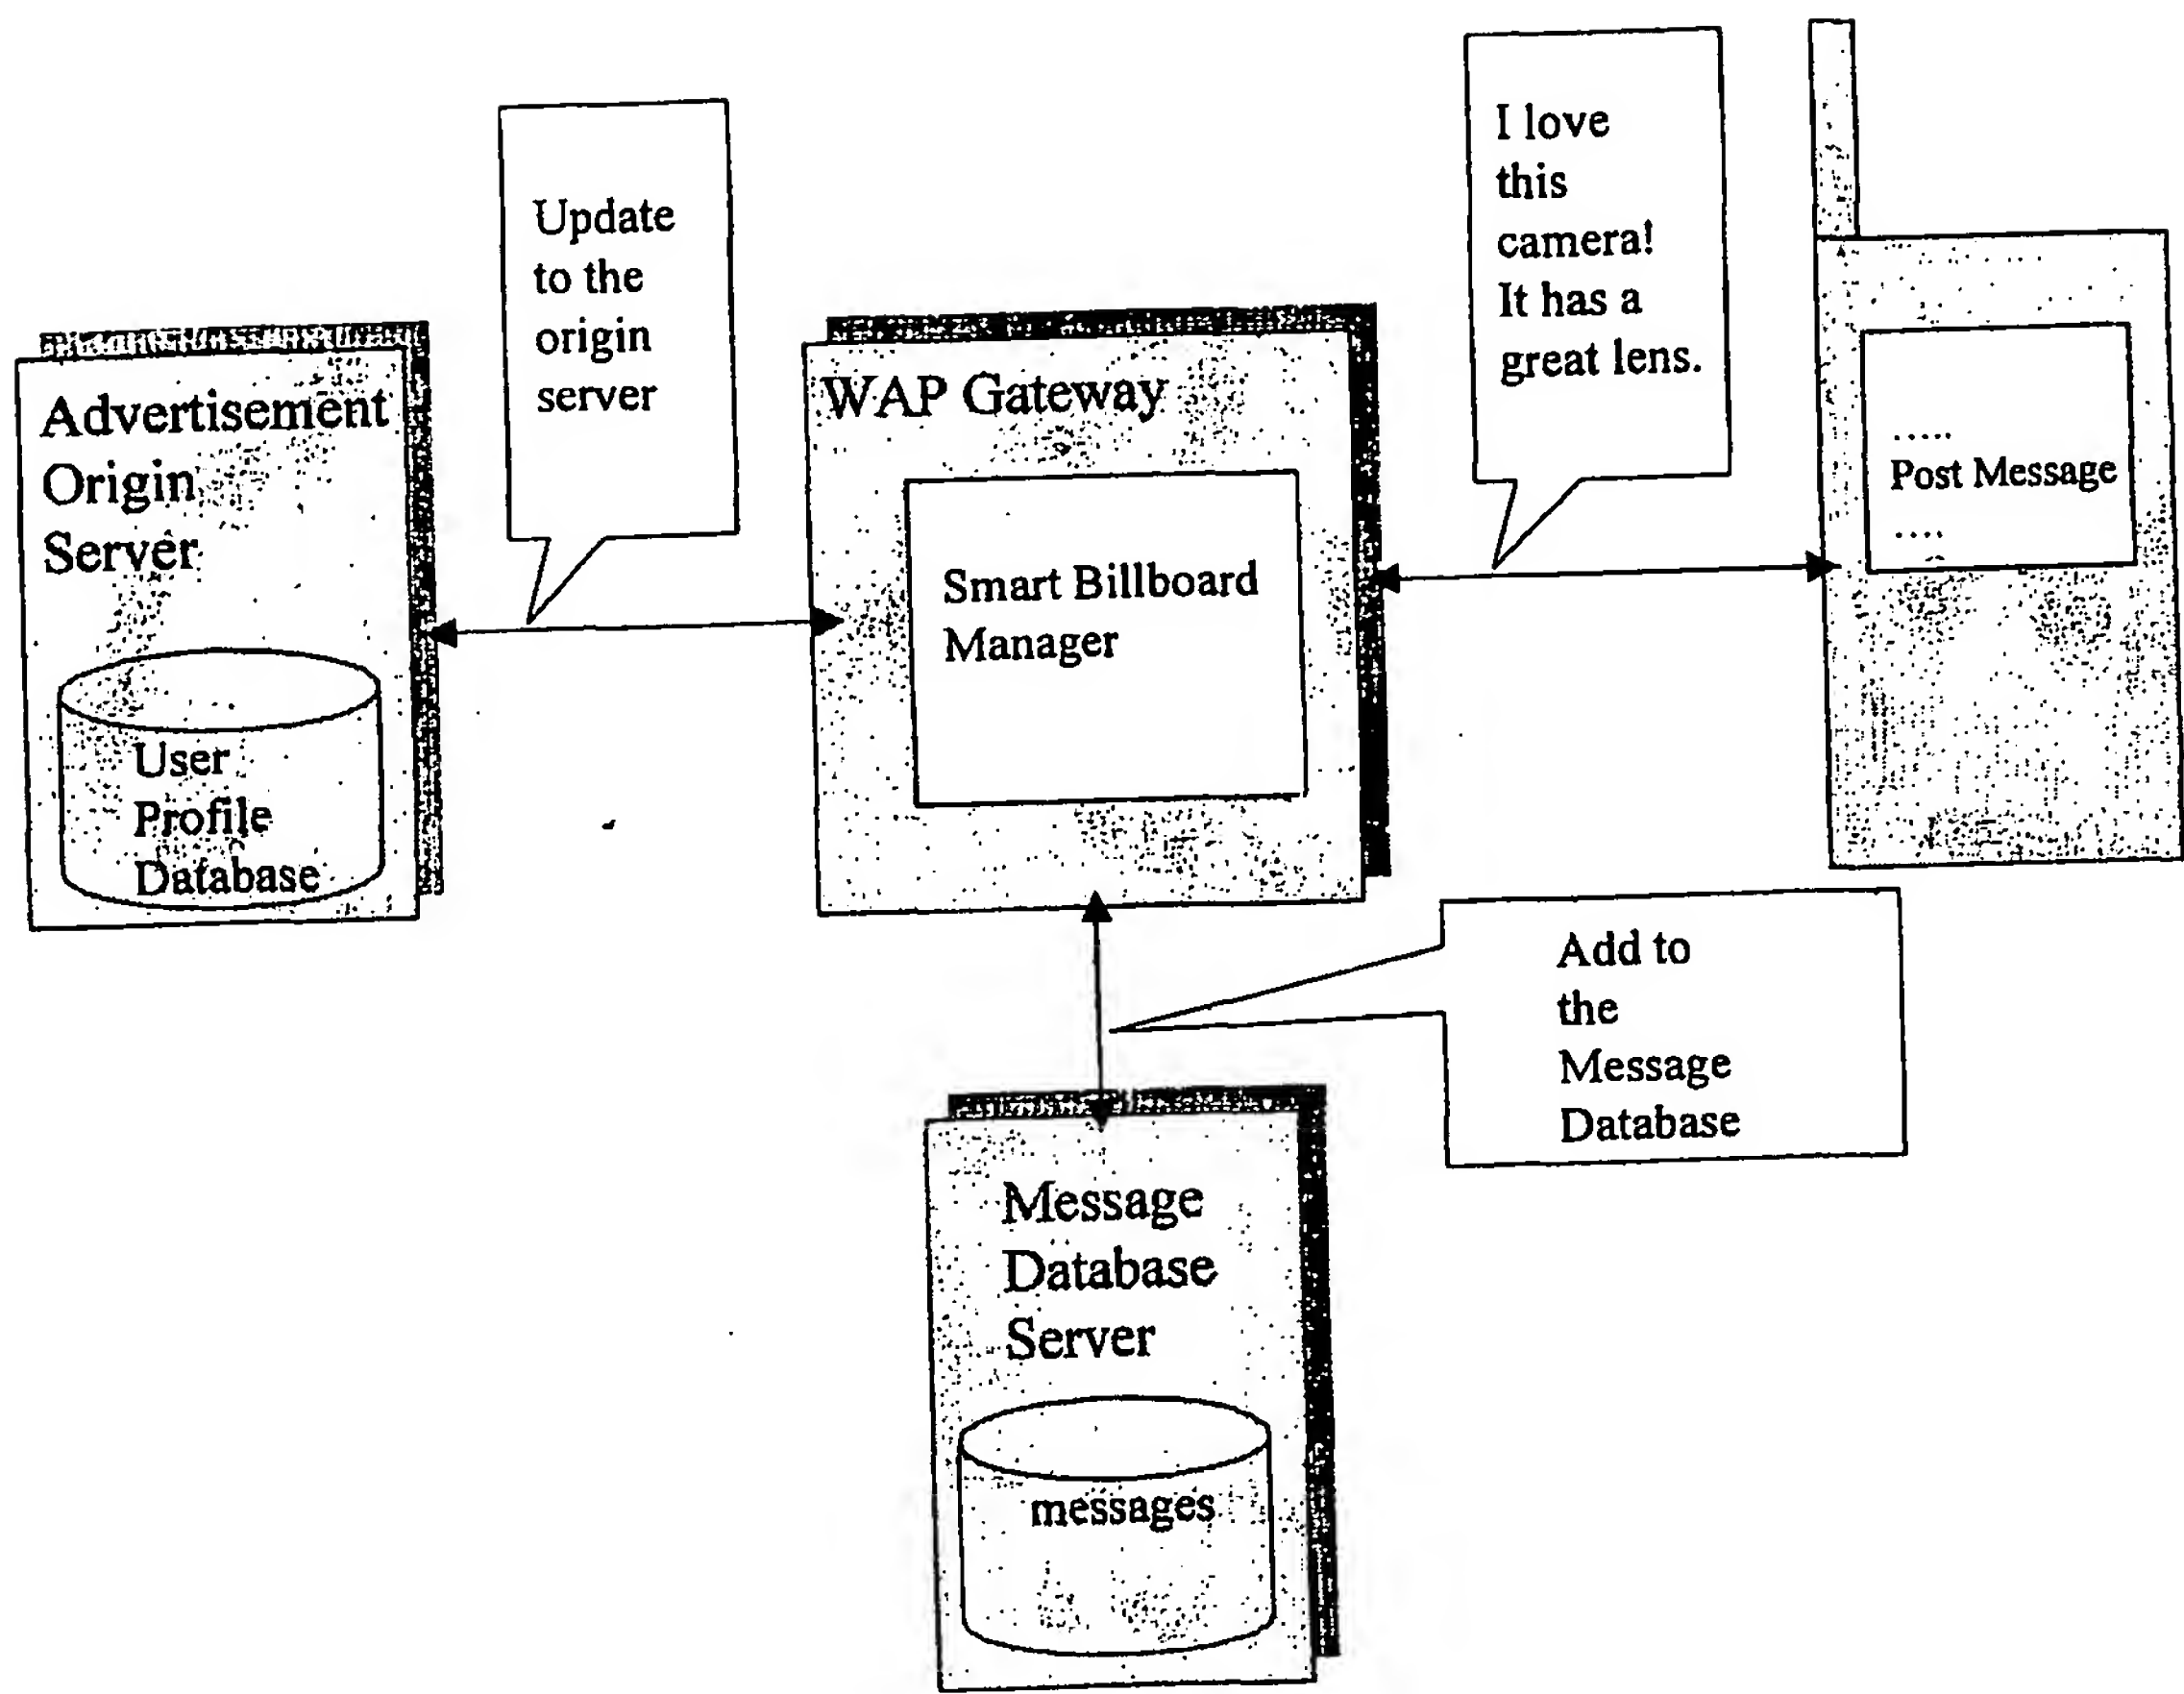 Update
to the
origin
server
I love
this
camera!
It has a
great lens.
Advertisement
Origin
Server
User
Profile
Database
WAP Gateway
Smart Billboard
Manager
.....
Post Message
....
Add to
the
Message
Database
Message
Database
Server
messages